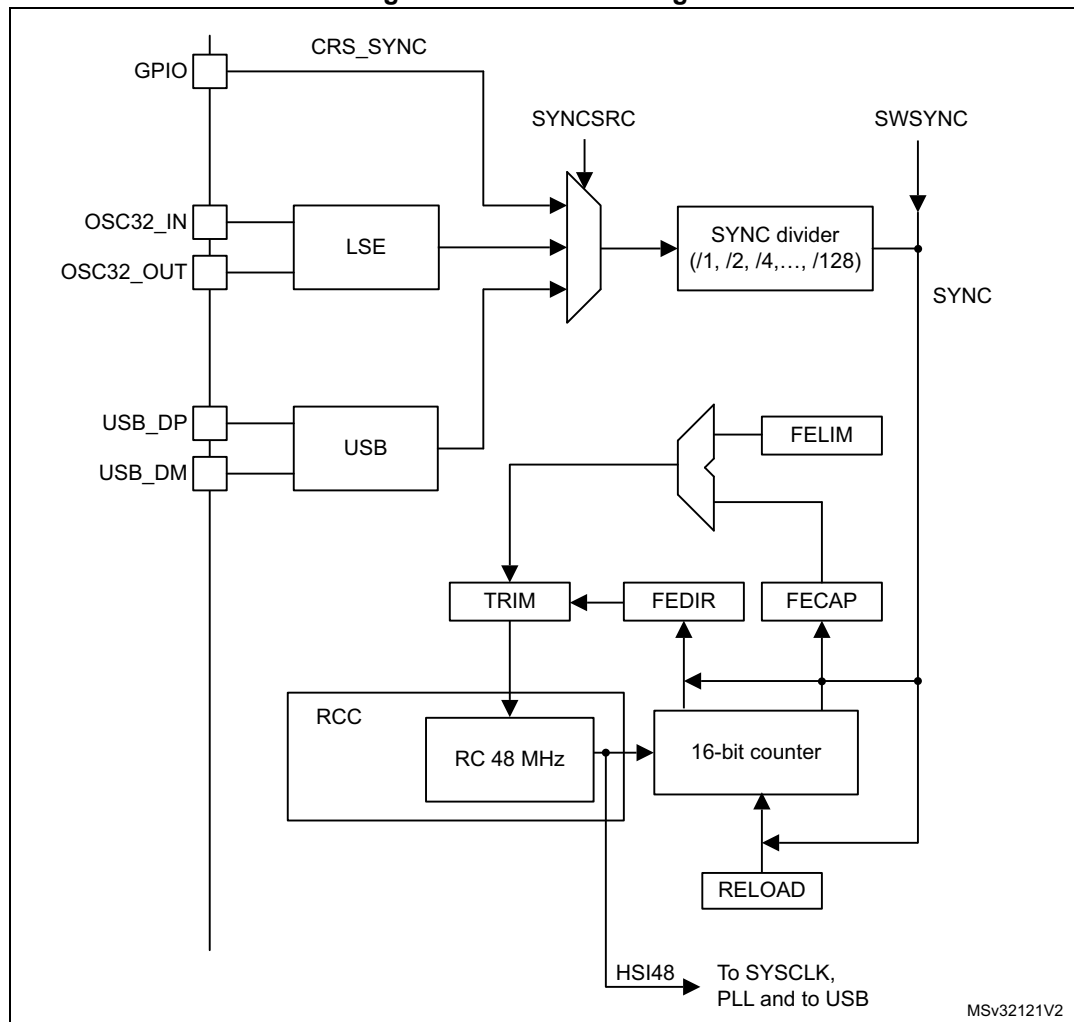 CRS_SYNC
GPIO
SYNCSRC
SWSYNC
OSC32_IN
LSE
SYNC divider
(/1, /2, /4,…, /128)
OSC32_OUT
SYNC
USB_DP
USB
FELIM
USB_DM
TRIM
FEDIR
FECAP
RCC
RC 48 MHz
16-bit counter
RELOAD
HSI48
To SYSCLK,
PLL and to USB
MSv32121V2